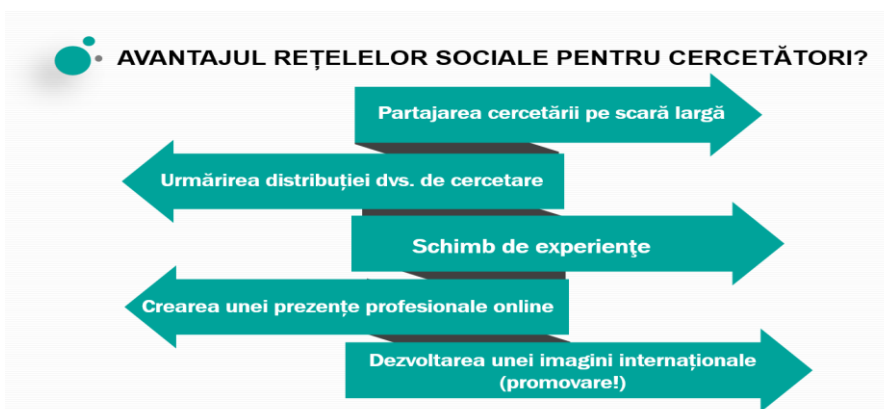 AVANTAJUL REȚELELOR SOCIALE PENTRU CERCETĂTORI?
Partajarea cercetării pe scară largă
Urmărirea distribuției dvs. de cercetare
Schimb de experienţe
Crearea unei prezențe profesionale online
Dezvoltarea unei imagini internaționale
(promovare!)